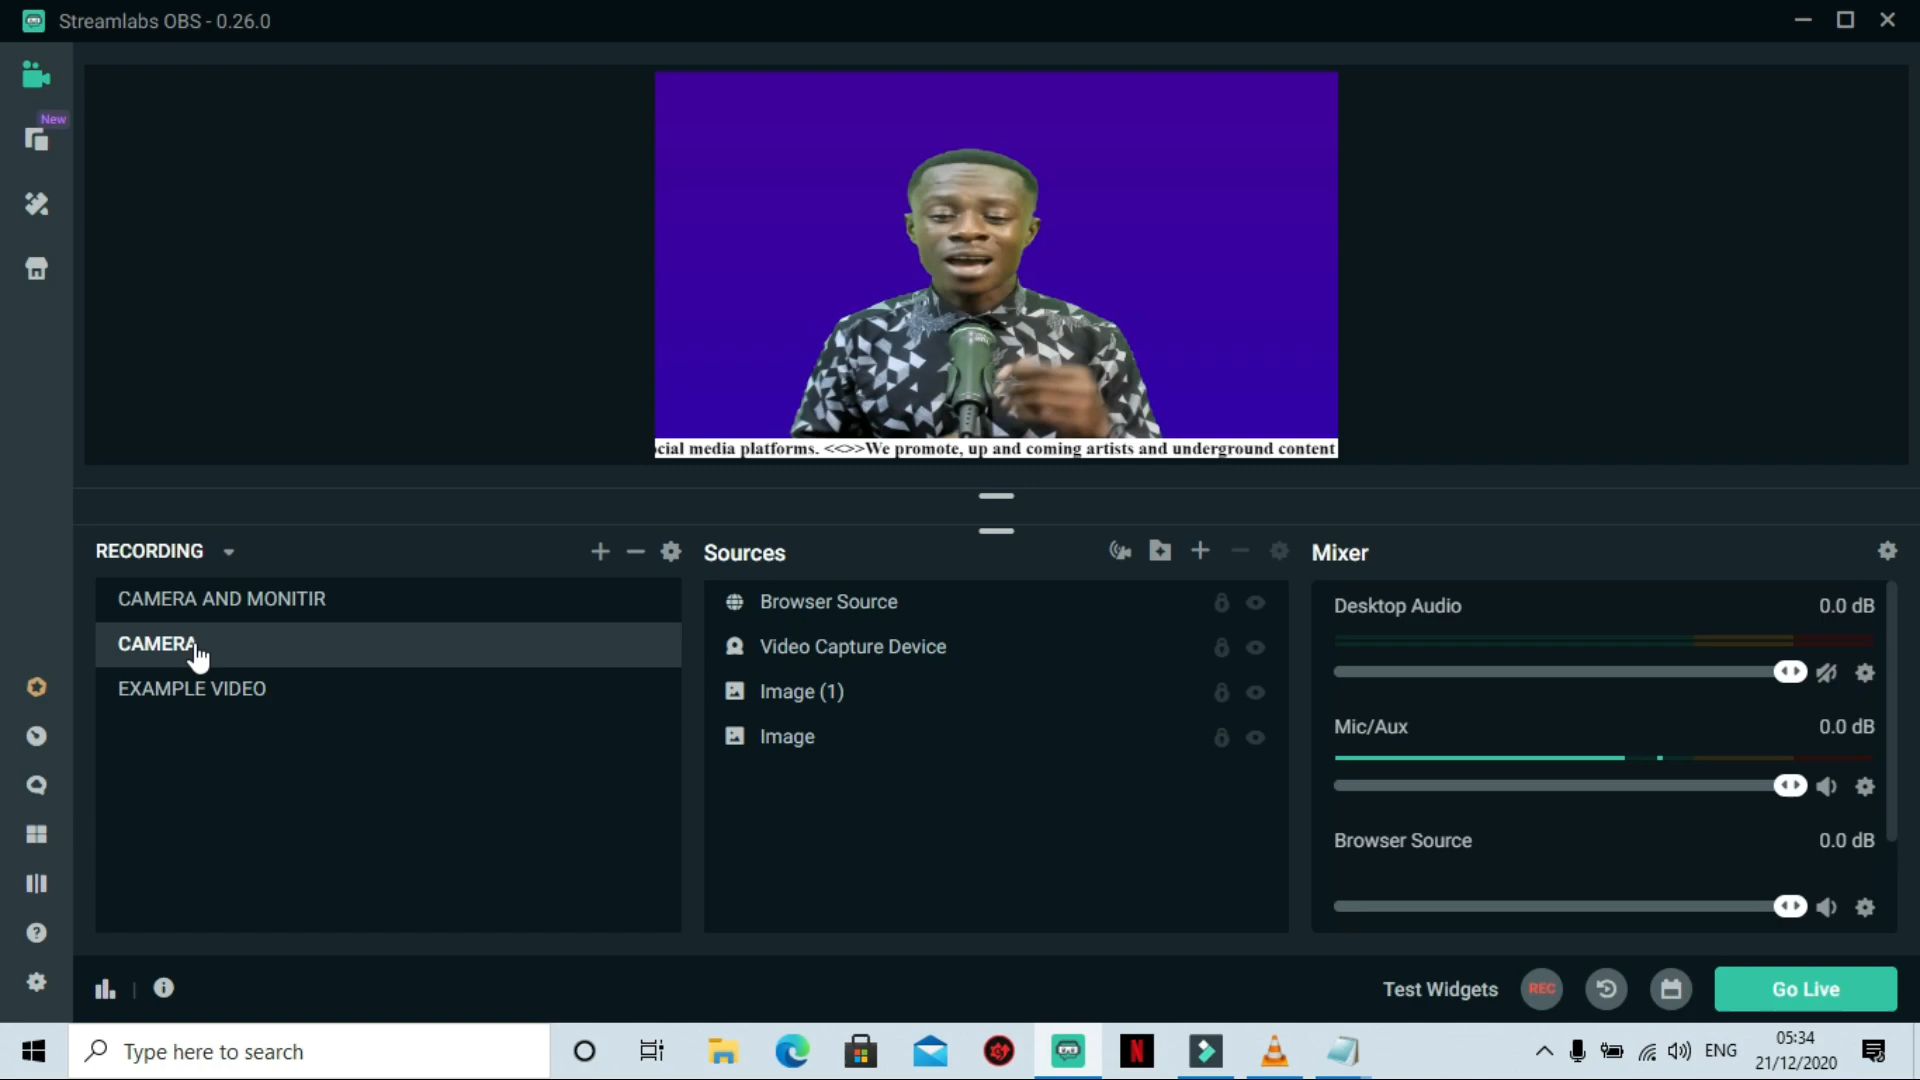 Streamlabs OBS - 0.26.0
New
cial media platforms. <<<>>>We promote, up and coming artists and underground content
RECORDING
CAMERA AND MONITIR
CAMERA
EXAMPLE VIDEO
Sources
Browser Source
Video Capture Device
Image (1)
Image
Mixer
Desktop Audio 0.0 dB
Mic/Aux 0.0 dB
Browser Source 0.0 dB
Test Widgets
REC
Go Live
Type here to search
N
ENG
05:34
21/12/2020